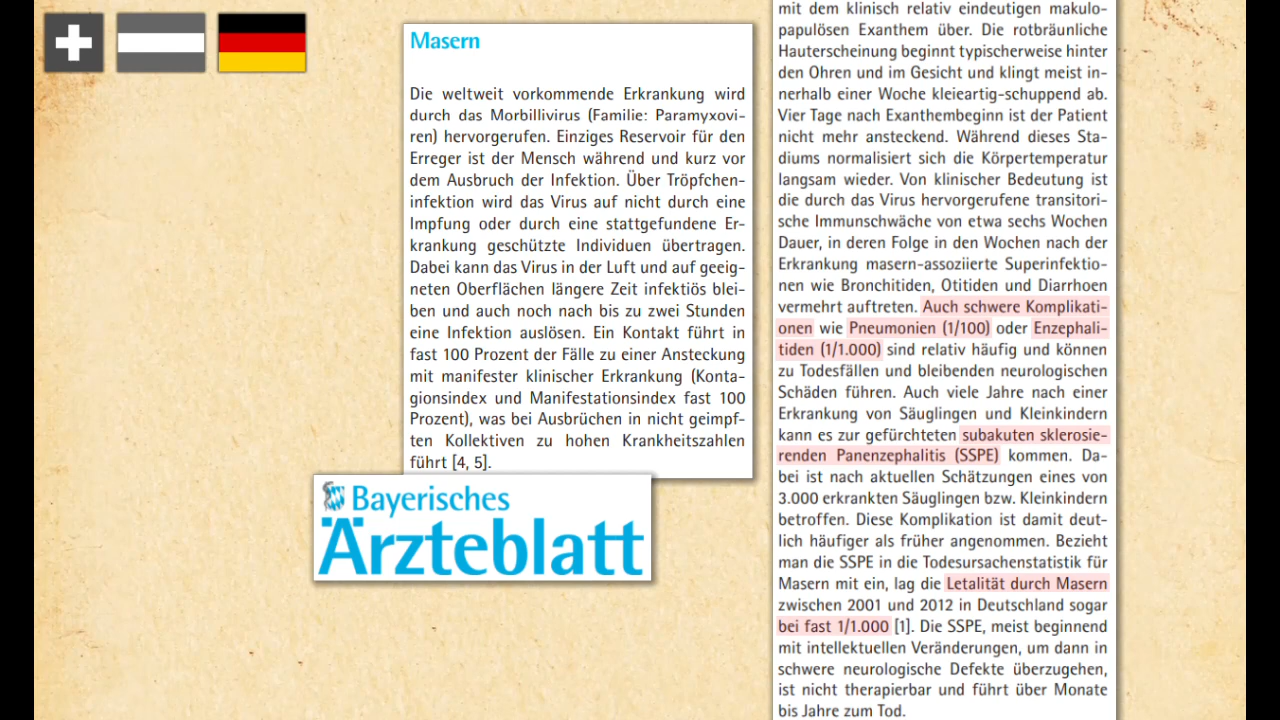 Masern
Die weltweit vorkommende Erkrankung wird
durch das Morbillivirus (Familie: Paramyxovi-
ren) hervorgerufen. Einziges Reservoir für den
Erreger ist der Mensch während und kurz vor
dem Ausbruch der Infektion. Über Tröpfchen-
infektion wird das Virus auf nicht durch eine
Impfung oder durch eine stattgefundene Er-
krankung geschützte Individuen übertragen.
Dabei kann das Virus in der Luft und auf geeig-
neten Oberflächen längere Zeit infektiös blei-
ben und auch noch nach bis zu zwei Stunden
eine Infektion auslösen. Ein Kontakt führt in
fast 100 Prozent der Fälle zu einer Ansteckung
mit manifester klinischer Erkrankung (Konta-
gionsindex und Manifestationsindex fast 100
Prozent), was bei Ausbrüchen in nicht geimpf-
ten Kollektiven zu hohen Krankheitszahlen
führt [4, 5].
Bayerisches
Ärzteblatt
mit dem klinisch relativ eindeutigen makulo-
papulösen Exanthem über. Die rotbräunliche
Hauterscheinung beginnt typischerweise hinter
den Ohren und im Gesicht und klingt meist in-
nerhalb einer Woche kleieartig-schuppend ab.
Vier Tage nach Exanthembeginn ist der Patient
nicht mehr ansteckend. Während dieses Sta-
diums normalisiert sich die Körpertemperatur
langsam wieder. Von klinischer Bedeutung ist
die durch das Virus hervorgerufene transitori-
sche Immunschwäche von etwa sechs Wochen
Dauer, in deren Folge in den Wochen nach der
Erkrankung masern-assoziierte Superinfektio-
nen wie Bronchitiden, Otitiden und Diarrhoen
vermehrt auftreten. Auch schwere Komplikati-
onen wie Pneumonien (1/100) oder Enzephali-
tiden (1/1.000) sind relativ häufig und können
zu Todesfällen und bleibenden neurologischen
Schäden führen. Auch viele Jahre nach einer
Erkrankung von Säuglingen und Kleinkindern
kann es zur gefürchteten subakuten sklerosie-
renden Panenzephalitis (SSPE) kommen. Da-
bei ist nach aktuellen Schätzungen eines von
3.000 erkrankten Säuglingen bzw. Kleinkindern
betroffen. Diese Komplikation ist damit deut-
lich häufiger als früher angenommen. Bezieht
man die SSPE in die Todesursachenstatistik für
Masern mit ein, lag die Letalität durch Masern
zwischen 2001 und 2012 in Deutschland sogar
bei fast 1/1.000 [1]. Die SSPE, meist beginnend
mit intellektuellen Veränderungen, um dann in
schwere neurologische Defekte überzugehen,
ist nicht therapierbar und führt über Monate
bis Jahre zum Tod.